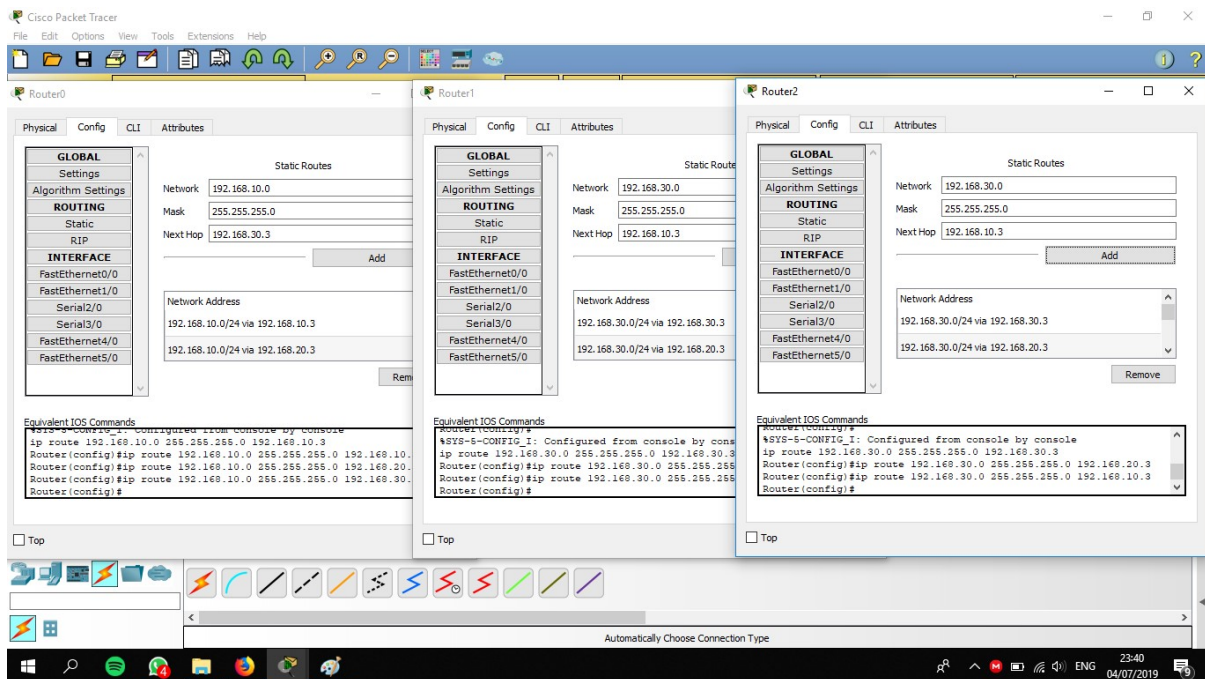 Cisco Packet Tracer
File Edit Options View Tools Extensions Help
Router0
Physical Config CLI Attributes
GLOBAL
Settings
Algorithm Settings
ROUTING
Static
RIP
INTERFACE
FastEthernet0/0
FastEthernet1/0
Serial2/0
Serial3/0
FastEthernet4/0
FastEthernet5/0
Static Routes
Network 192.168.10.0
Mask 255.255.255.0
Next Hop 192.168.30.3
Add
Network Address
192.168.10.0/24 via 192.168.10.3
192.168.10.0/24 via 192.168.20.3
Rem
Equivalent IOS Commands
%SYS-5-CONFIG_I: Configured from console by console
ip route 192.168.10.0 255.255.255.0 192.168.10.3
Router(config)#ip route 192.168.10.0 255.255.255.0 192.168.10.
Router(config)#ip route 192.168.10.0 255.255.255.0 192.168.20.
Router(config)#ip route 192.168.10.0 255.255.255.0 192.168.30.
Router(config)#
Top
Router1
Physical Config CLI Attributes
GLOBAL
Settings
Algorithm Settings
ROUTING
Static
RIP
INTERFACE
FastEthernet0/0
FastEthernet1/0
Serial2/0
Serial3/0
FastEthernet4/0
FastEthernet5/0
Static Route
Network 192.168.30.0
Mask 255.255.255.0
Next Hop 192.168.10.3
Network Address
192.168.30.0/24 via 192.168.30.3
192.168.30.0/24 via 192.168.20.3
Equivalent IOS Commands
Router(config)#
%SYS-5-CONFIG_I: Configured from console by cons
ip route 192.168.30.0 255.255.255.0 192.168.30.3
Router(config)#ip route 192.168.30.0 255.255.255
Router(config)#ip route 192.168.30.0 255.255.255
Router(config)#
Top
Router2
Physical Config CLI Attributes
GLOBAL
Settings
Algorithm Settings
ROUTING
Static
RIP
INTERFACE
FastEthernet0/0
FastEthernet1/0
Serial2/0
Serial3/0
FastEthernet4/0
FastEthernet5/0
Static Routes
Network 192.168.30.0
Mask 255.255.255.0
Next Hop 192.168.10.3
Add
Network Address
192.168.30.0/24 via 192.168.30.3
192.168.30.0/24 via 192.168.20.3
Remove
Equivalent IOS Commands
Router(config)#
%SYS-5-CONFIG_I: Configured from console by console
ip route 192.168.30.0 255.255.255.0 192.168.30.3
Router(config)#ip route 192.168.30.0 255.255.255.0 192.168.20.3
Router(config)#ip route 192.168.30.0 255.255.255.0 192.168.10.3
Router(config)#
Top
Automatically Choose Connection Type
ENG
23:40
04/07/2019